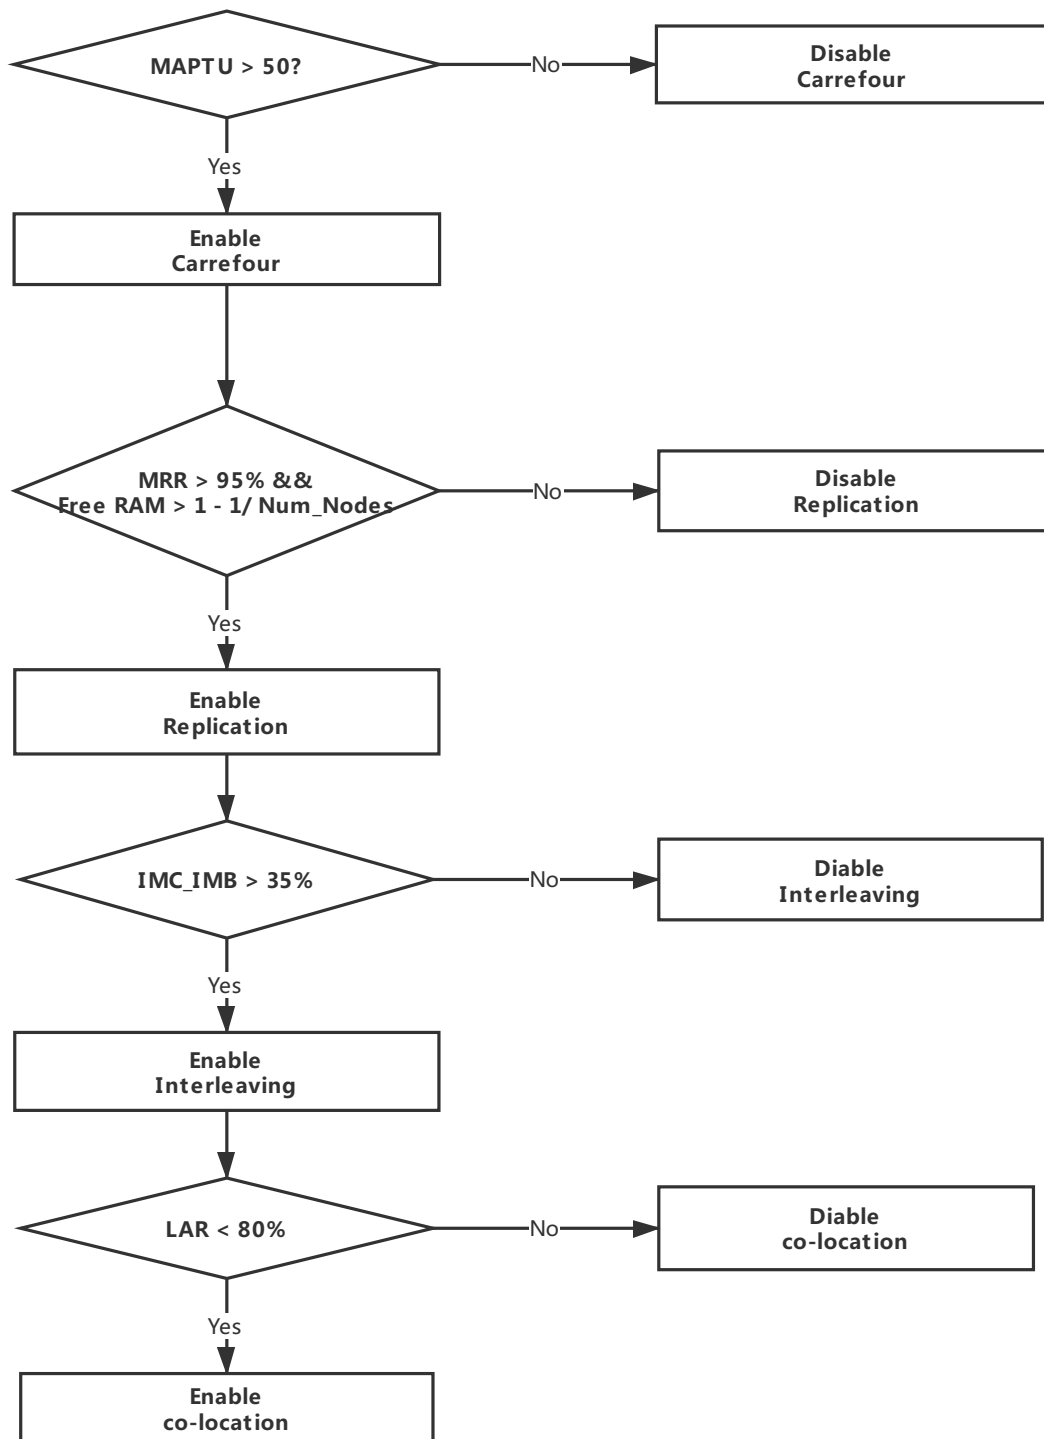 MAPTU > 50?
No
Disable
Carrefour
Yes
Enable
Carrefour
MRR > 95% &&
Free RAM > 1 - 1/ Num_Nodes
No
Disable
Replication
Yes
Enable
Replication
IMC_IMB > 35%
No
Diable
Interleaving
Yes
Enable
Interleaving
LAR < 80%
No
Diable
co-location
Yes
Enable
co-location